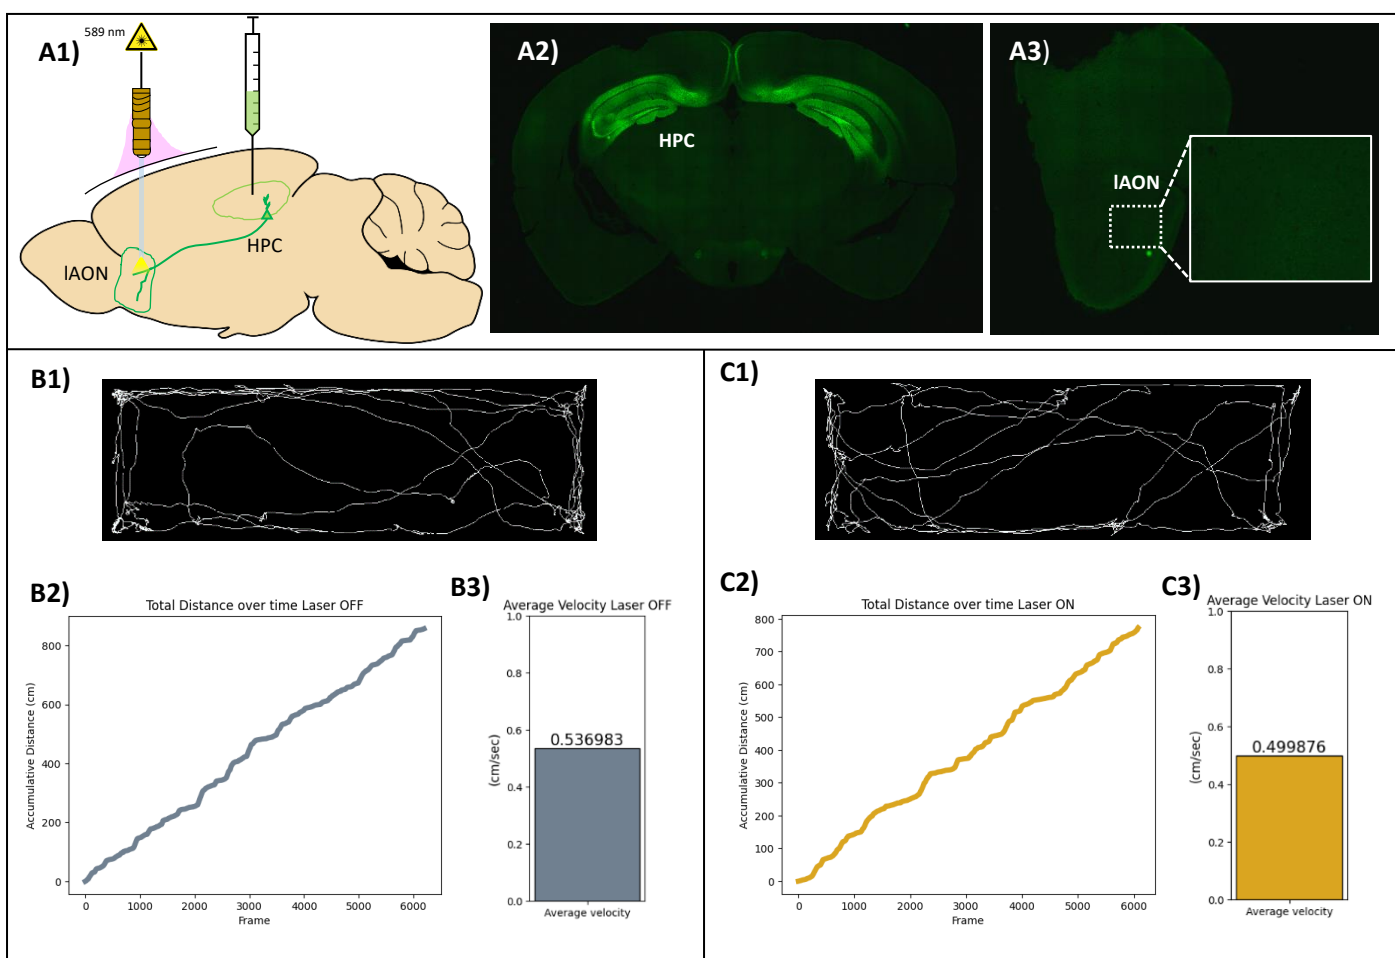 A1)
589 nm
HPC
lAON
A2)
HPC
A3)
lAON
B1)
B2)
Total Distance over time Laser OFF
Accumulative Distance (cm)
800
600
400
200
0
0 1000 2000 3000 4000 5000 6000
Frame
B3)
Average Velocity Laser OFF
(cm/sec)
1.0
0.8
0.6
0.536983
0.4
0.2
0.0
Average velocity
C1)
C2)
Total Distance over time Laser ON
Accumulative Distance (cm)
800
700
600
500
400
300
200
100
0
0 1000 2000 3000 4000 5000 6000
Frame
C3)
Average Velocity Laser ON
(cm/sec)
1.0
0.8
0.6
0.499876
0.4
0.2
0.0
Average velocity